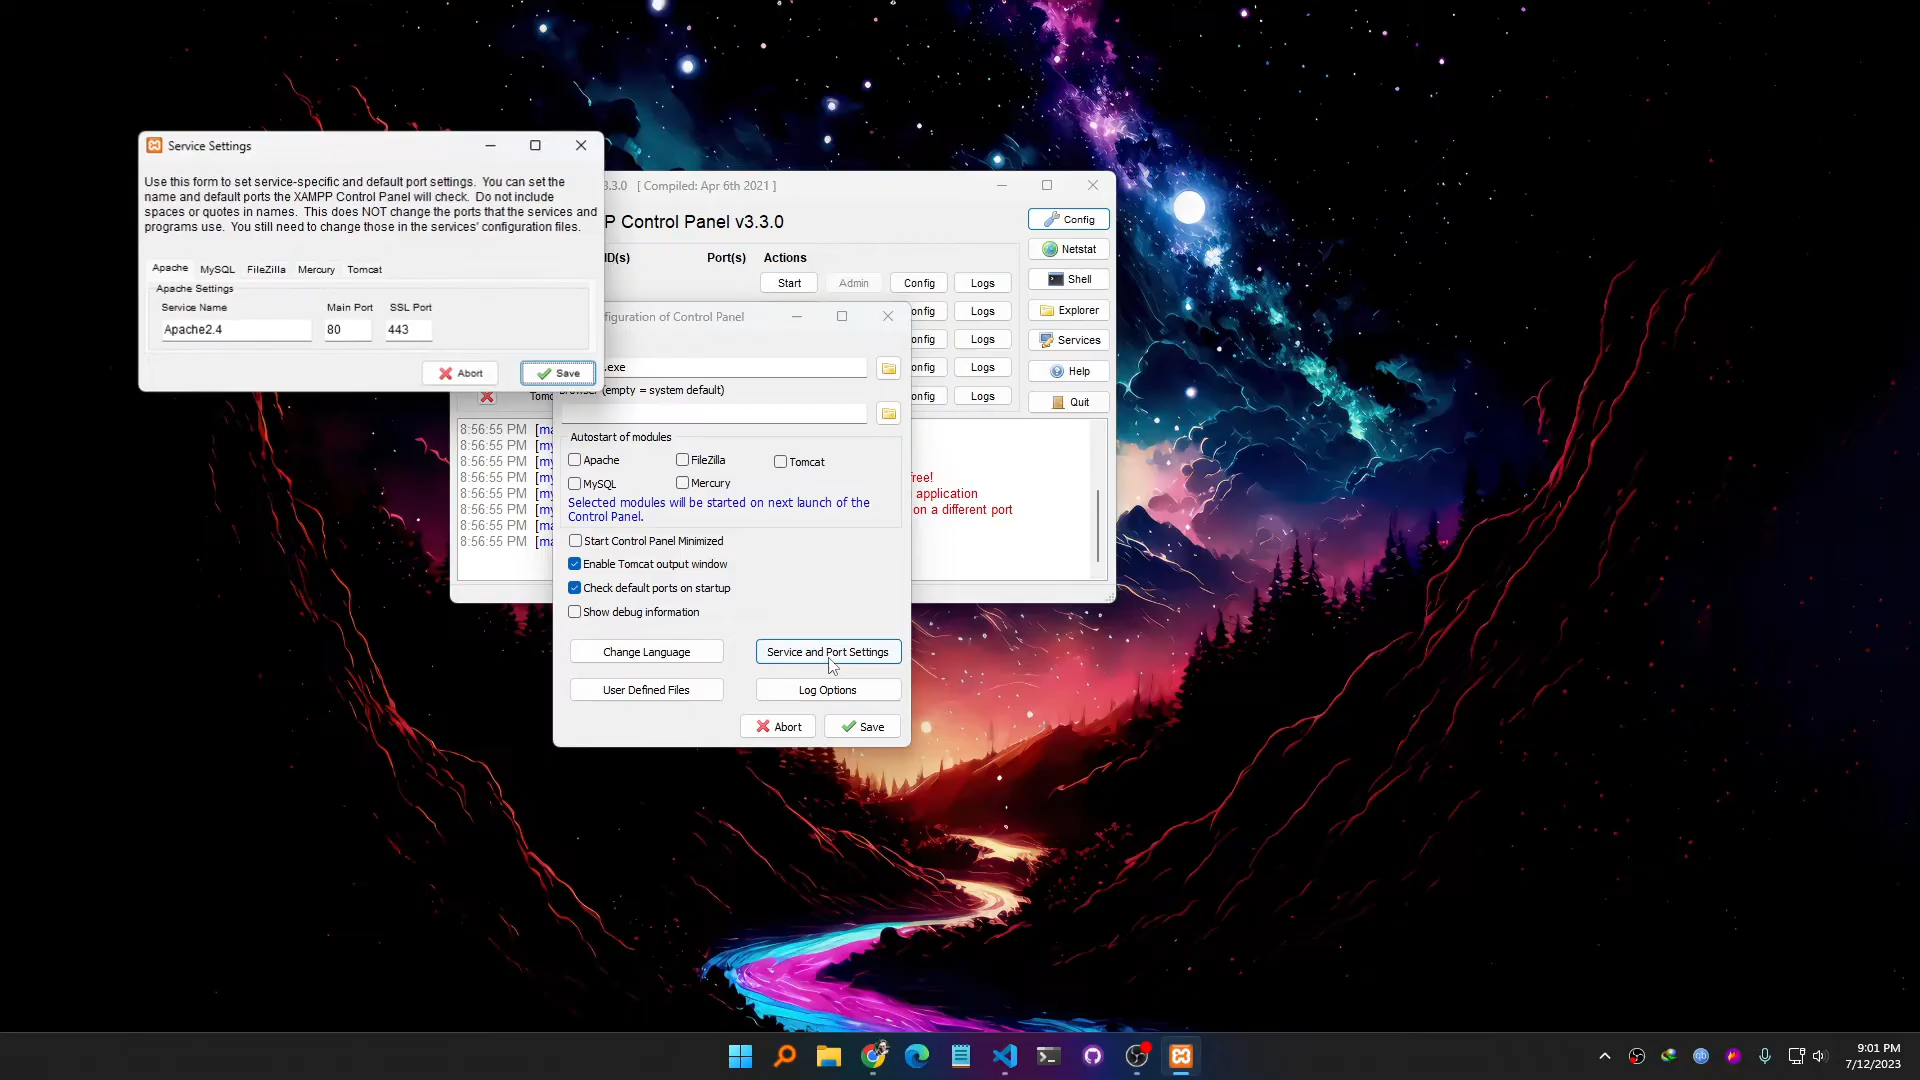 Service Settings
Use this form to set service-specific and default port settings. You can set the
name and default ports the XAMPP Control Panel will check. Do not include
spaces or quotes in names. This does NOT change the ports that the services and
programs use. You still need to change those in the services' configuration files.
Apache MySQL FileZilla Mercury Tomcat
Apache Settings
Service Name Main Port SSL Port
Apache2.4 80 443
Abort Save
3.3.0 [ Compiled: Apr 6th 2021 ]
P Control Panel v3.3.0
ID(s) Port(s) Actions
Start Admin Config Logs
onfig Logs
onfig Logs
onfig Logs
onfig Logs
Config
Netstat
Shell
Explorer
Services
Help
Quit
Tomc
8:56:55 PM [ma
8:56:55 PM [my
8:56:55 PM [my
8:56:55 PM [my
8:56:55 PM [my
8:56:55 PM [my
8:56:55 PM [ma
8:56:55 PM [ma
free!
application
on a different port
figuration of Control Panel
.exe
Browser (empty = system default)
Autostart of modules
Apache FileZilla Tomcat
MySQL Mercury
Selected modules will be started on next launch of the
Control Panel.
Start Control Panel Minimized
Enable Tomcat output window
Check default ports on startup
Show debug information
Change Language Service and Port Settings
User Defined Files Log Options
Abort Save
9:01 PM
7/12/2023